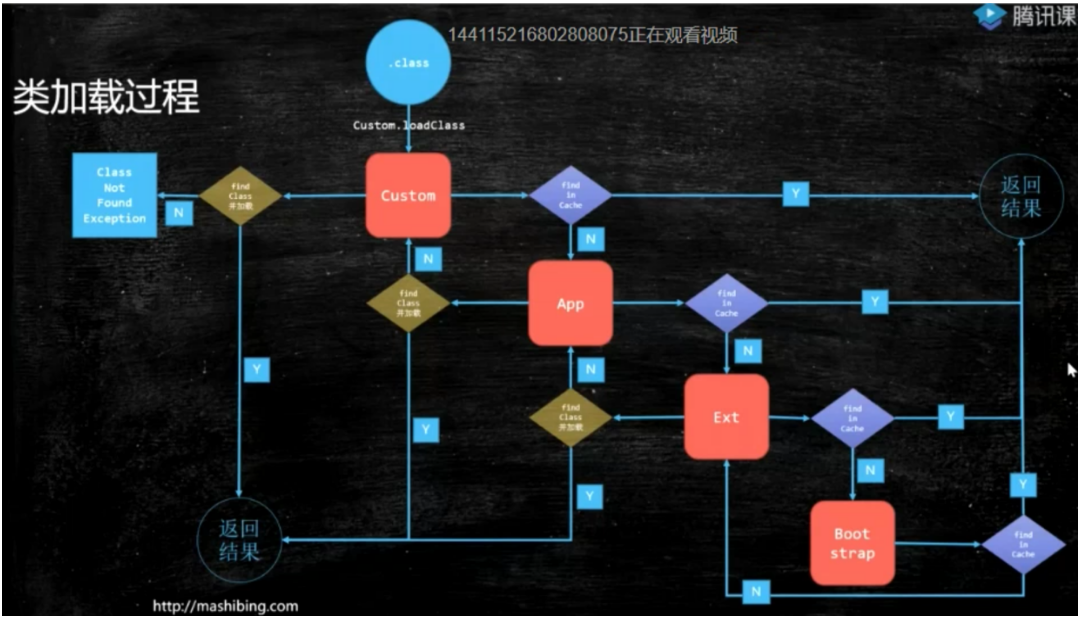 144115216802808075正在观看视频
腾讯课
类加载过程
.class
Custom.loadClass
Class
Not
Found
Exception
N
find
Class
并加载
Custom
find
in
Cache
Y
返回
结果
N
N
find
Class
并加载
App
find
in
Cache
Y
N
Y
N
find
Class
并加载
Ext
find
in
Cache
Y
Y
N
Y
Y
返回
结果
Boot
strap
find
in
Cache
N
http://mashibing.com